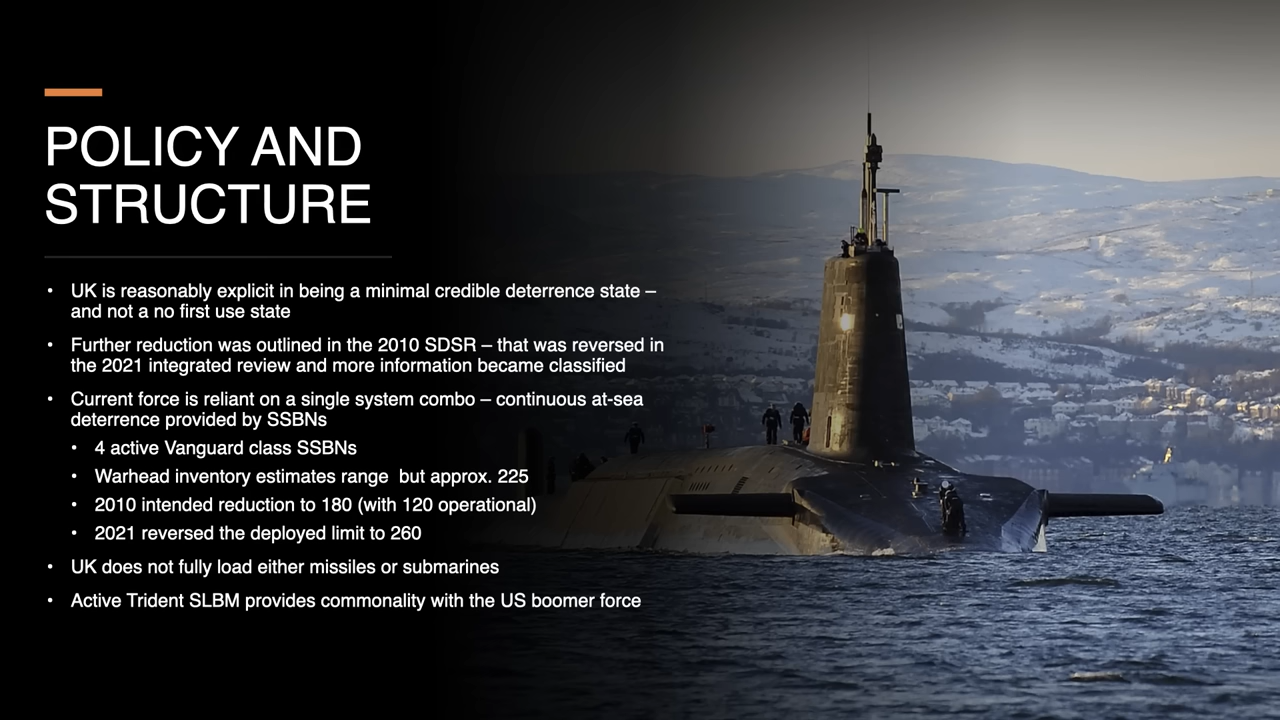 POLICY AND
STRUCTURE
• UK is reasonably explicit in being a minimal credible deterrence state –
and not a no first use state
• Further reduction was outlined in the 2010 SDSR – that was reversed in
the 2021 integrated review and more information became classified
• Current force is reliant on a single system combo – continuous at-sea
deterrence provided by SSBNs
• 4 active Vanguard class SSBNs
• Warhead inventory estimates range  but approx. 225
• 2010 intended reduction to 180 (with 120 operational)
• 2021 reversed the deployed limit to 260
• UK does not fully load either missiles or submarines
• Active Trident SLBM provides commonality with the US boomer force